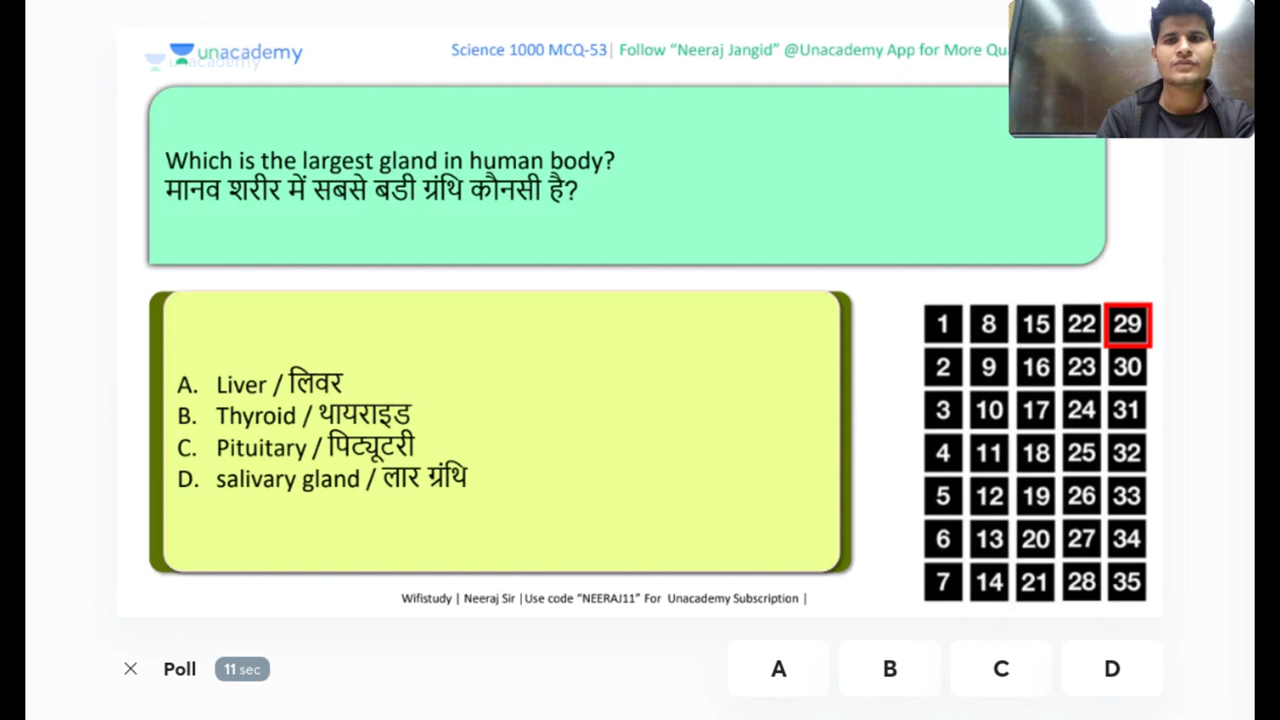 unacademy
unacademy
Science 1000 MCQ-53| Follow “Neeraj Jangid” @Unacademy App for More
Which is the largest gland in human body?
मानव शरीर में सबसे बडी ग्रंथि कौनसी है?
A. Liver / लिवर
B. Thyroid / थायराइड
C. Pituitary / पिट्यूटरी
D. salivary gland / लार ग्रंथि
1 8 15 22 29
2 9 16 23 30
3 10 17 24 31
4 11 18 25 32
5 12 19 26 33
6 13 20 27 34
7 14 21 28 35
Wifistudy | Neeraj Sir |Use code “NEERAJ11” For Unacademy Subscription |
Poll 11 sec A B C D